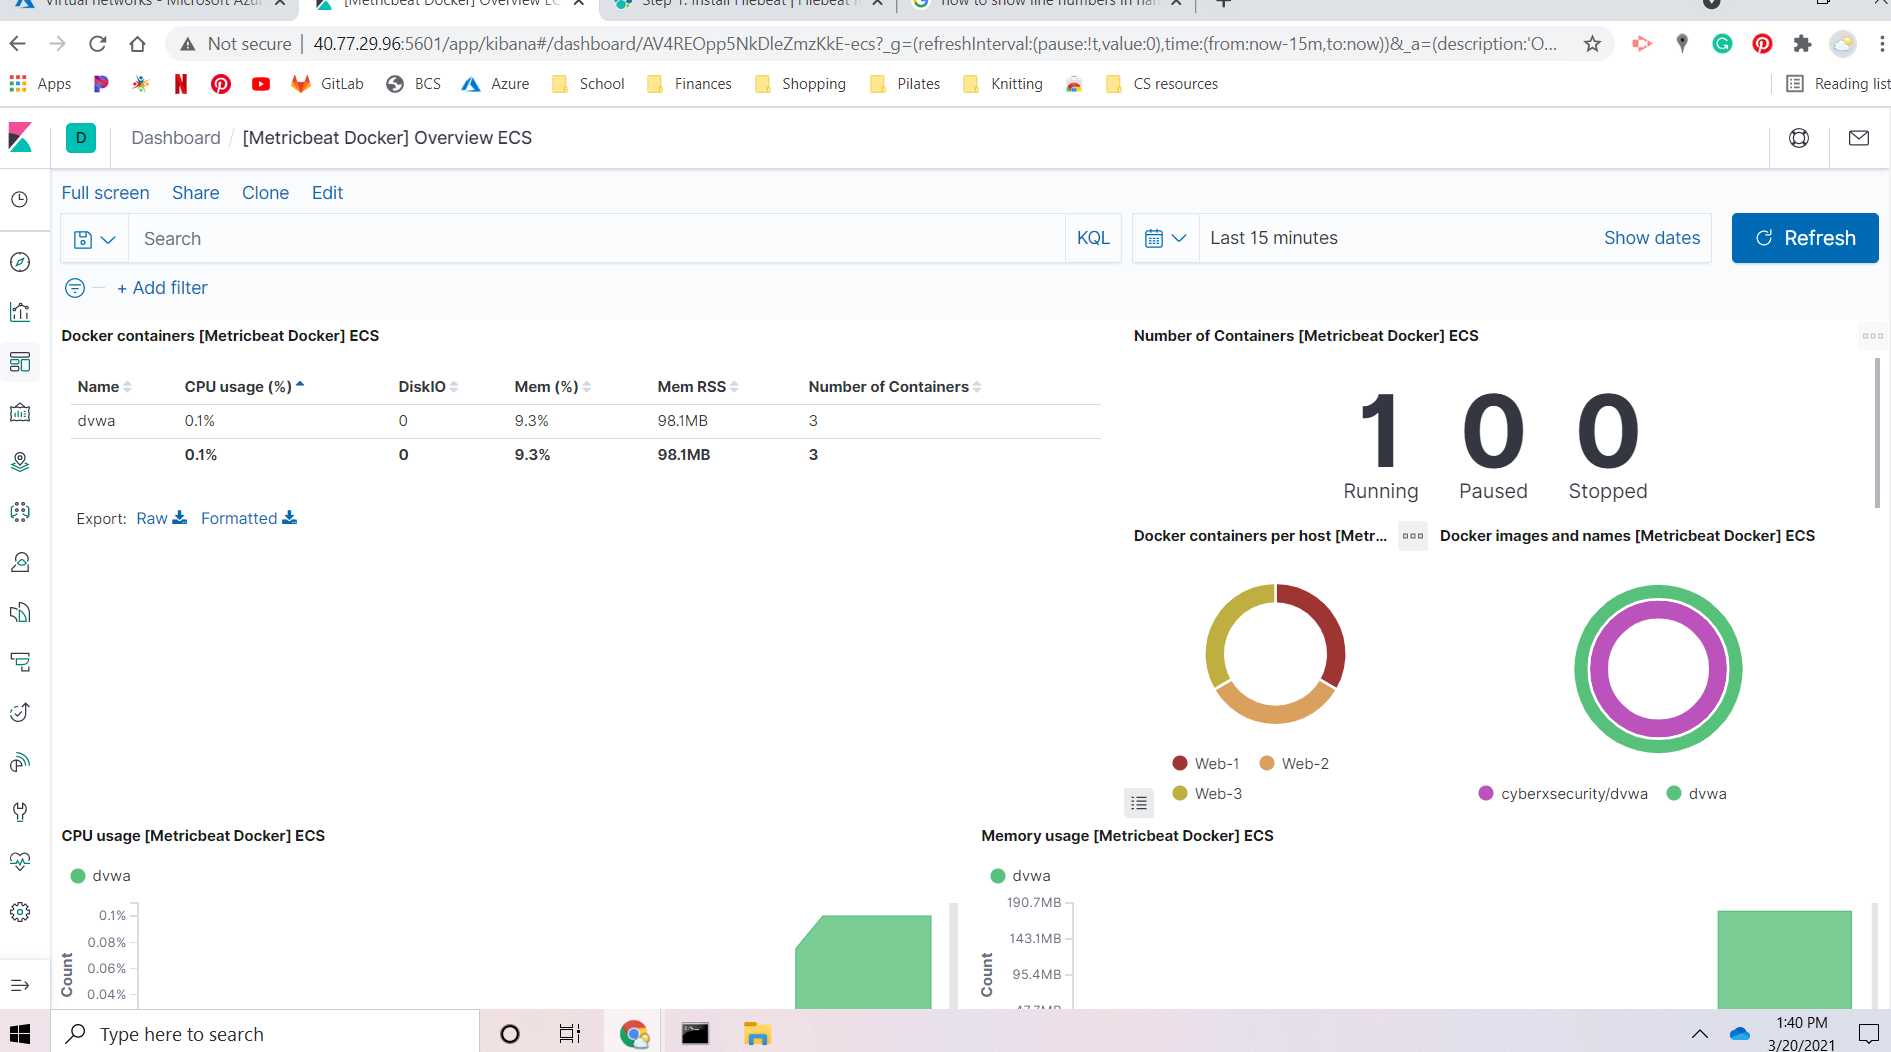 Virtual networks - Microsoft Azu
[Metricbeat Docker] Overview EC
Step 1: Install Filebeat | Filebeat R
how to show line numbers in nan
Not secure | 40.77.29.96:5601/app/kibana#/dashboard/AV4REOpp5NkDleZmzKkE-ecs?_g=(refreshInterval:(pause:!t,value:0),time:(from:now-15m,to:now))&_a=(description:'O...
Apps GitLab BCS Azure School Finances Shopping Pilates Knitting CS resources Reading list
D Dashboard / [Metricbeat Docker] Overview ECS
Full screen Share Clone Edit
Search KQL Last 15 minutes Show dates Refresh
+ Add filter
Docker containers [Metricbeat Docker] ECS
Name CPU usage (%) DiskIO Mem (%) Mem RSS Number of Containers
dvwa 0.1% 0 9.3% 98.1MB 3
0.1% 0 9.3% 98.1MB 3
Export: Raw Formatted
Number of Containers [Metricbeat Docker] ECS
1 0 0
Running Paused Stopped
Docker containers per host [Metr...
Web-1 Web-2
Web-3
Docker images and names [Metricbeat Docker] ECS
cyberxsecurity/dvwa dvwa
CPU usage [Metricbeat Docker] ECS
dvwa
0.1%
0.08%
0.06%
0.04%
Count
Memory usage [Metricbeat Docker] ECS
dvwa
190.7MB
143.1MB
95.4MB
47.7MB
Count
Type here to search
1:40 PM
3/20/2021